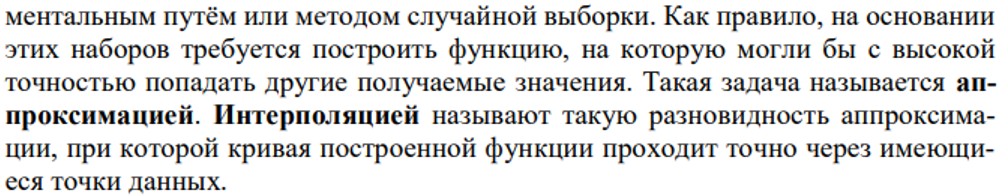 ментальным путём или методом случайной выборки. Как правило, на основании
этих наборов требуется построить функцию, на которую могли бы с высокой
точностью попадать другие получаемые значения. Такая задача называется ап-
проксимацией. Интерполяцией называют такую разновидность аппроксима-
ции, при которой кривая построенной функции проходит точно через имеющи-
еся точки данных.